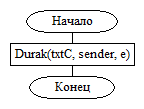 Начало
Durak(txtC, sender, e)
Конец